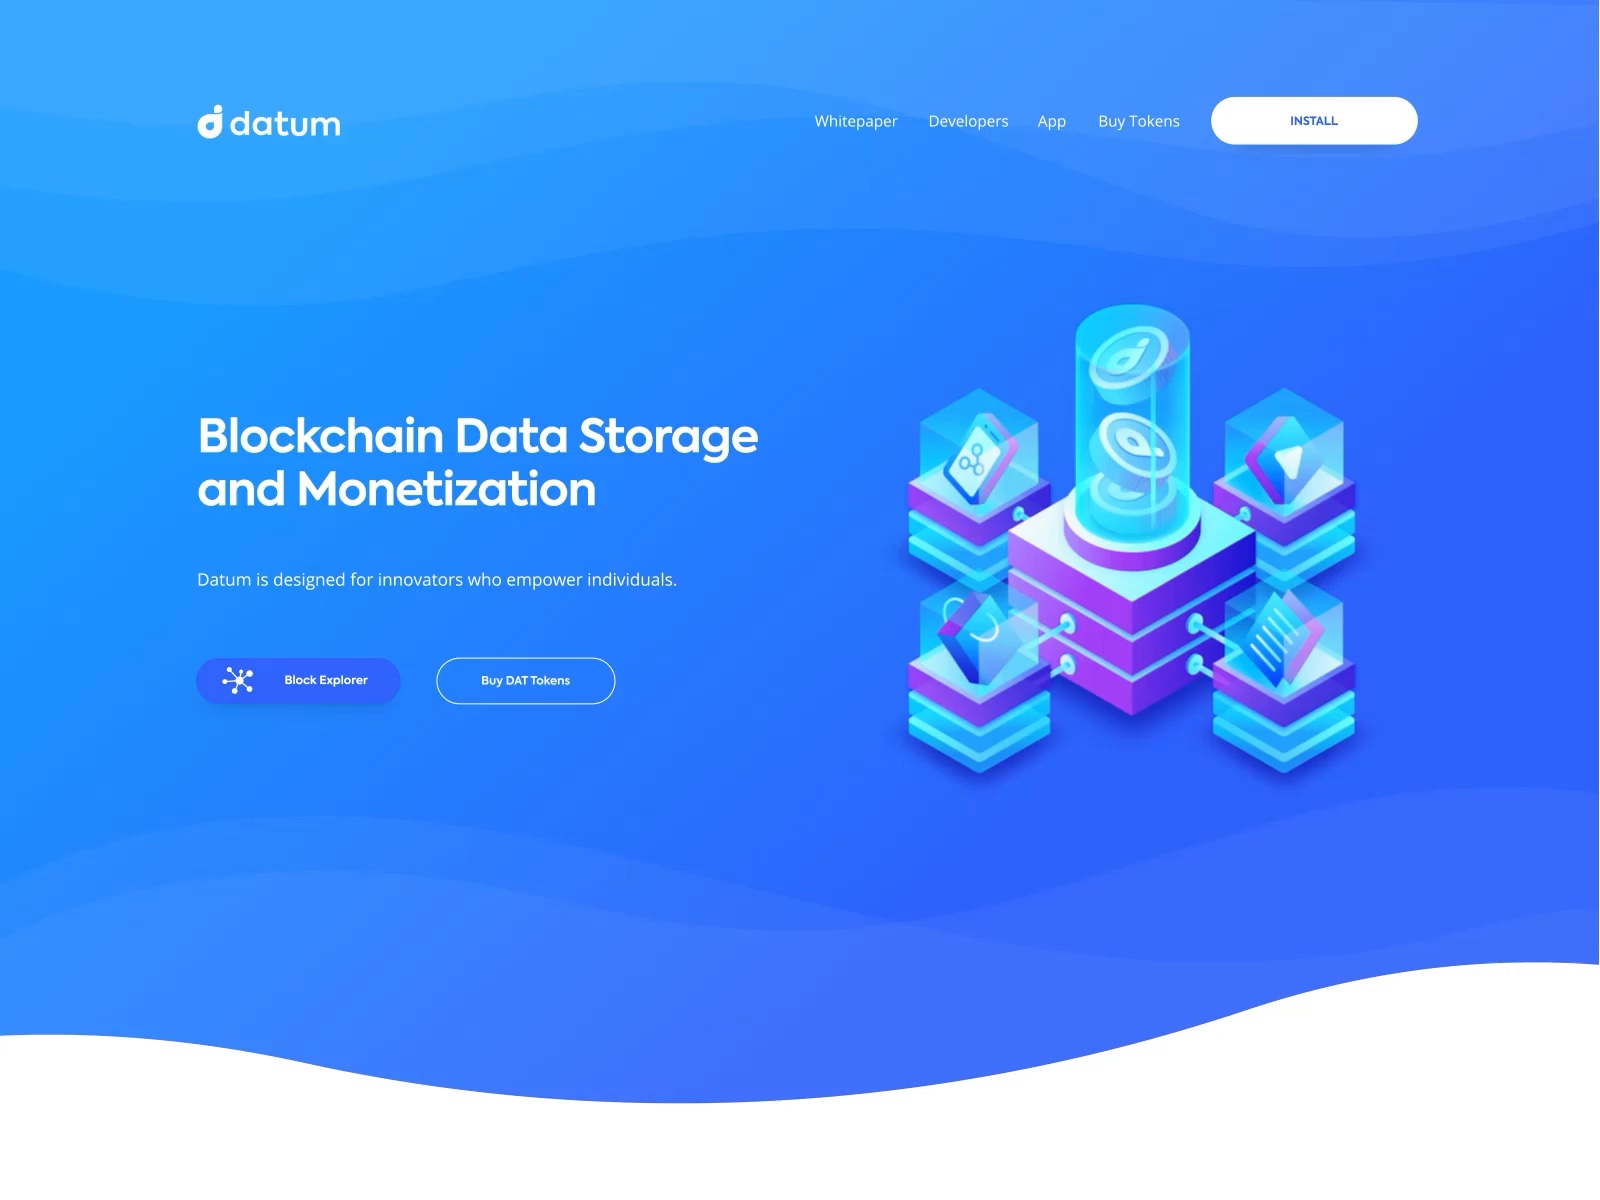 datum
Whitepaper Developers App Buy Tokens INSTALL
Blockchain Data Storage
and Monetization
Datum is designed for innovators who empower individuals.
Block Explorer Buy DAT Tokens